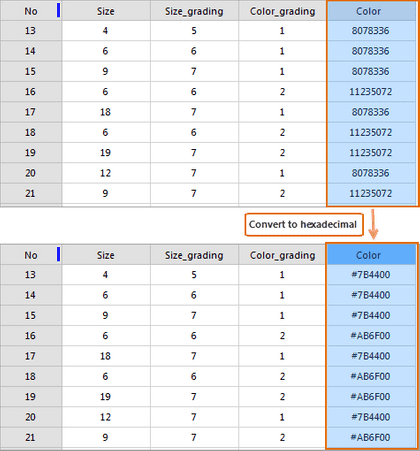 No Size Size_grading Color_grading Color
13 4 5 1 8078336
14 6 6 1 8078336
15 9 7 1 8078336
16 6 6 2 11235072
17 18 7 1 8078336
18 6 6 2 11235072
19 19 7 2 11235072
20 12 7 1 8078336
21 9 7 2 11235072
Convert to hexadecimal
No Size Size_grading Color_grading Color
13 4 5 1 #7B4400
14 6 6 1 #7B4400
15 9 7 1 #7B4400
16 6 6 2 #AB6F00
17 18 7 1 #7B4400
18 6 6 2 #AB6F00
19 19 7 2 #AB6F00
20 12 7 1 #7B4400
21 9 7 2 #AB6F00